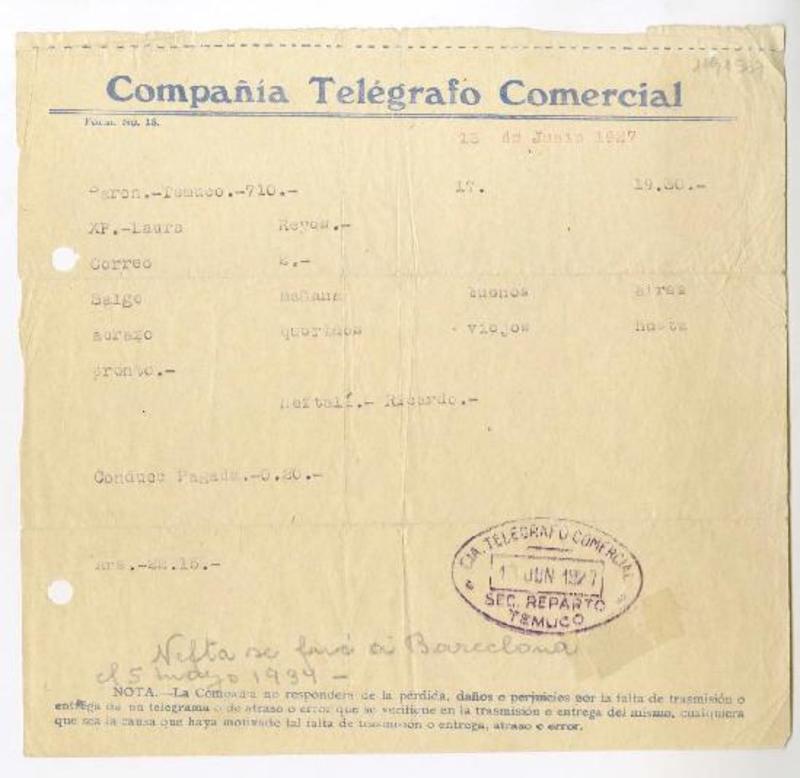 Compañía Telégrafo Comercial
Form. No. 18.
13 de Junio 1927
Paron.-Temuco.-710.- 17. 19.30.-
XP.-Laura Reyes.-
Correo 2.-
Salgo mañana buenos aires
abrazo queridos viejos hasta
pronto.-
Neftalí.- Ricardo.-
Conducc Pagada.-0.20.-
Hrs.-22.15.-
CIA. TELEGRAFO COMERCIAL
JUN 1927
SEC. REPARTO
TEMUCO
Nefta se fué a Barcelona
el 5 mayo 1934 -
NOTA.—La Compañía no responderá de la pérdida, daños o perjuicios por la falta de trasmisión o
entrega de un telegrama o de atraso o error que se verifique en la trasmisión o entrega del mismo, cualquiera
que sea la causa que haya motivado tal falta de trasmisión o entrega, atraso o error.